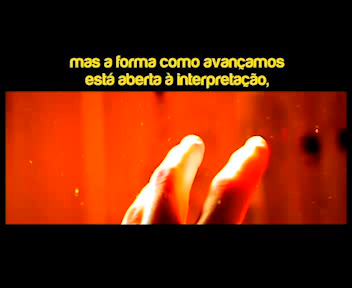 mas a forma como avançamos
está aberta à interpretação,